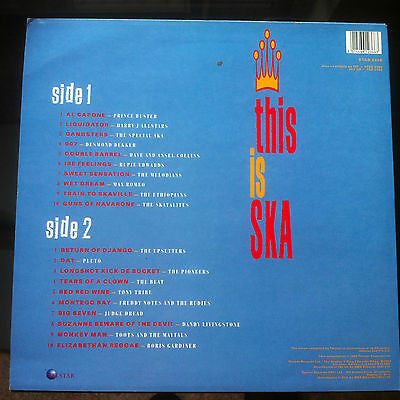 side 1
1 AL CAPONE – PRINCE BUSTER
2 LIQUIDATOR – HARRY J ALLSTARS
3 GANGSTERS – THE SPECIAL AKA
4 007 – DESMOND DEKKER
5 DOUBLE BARREL – DAVE AND ANSEL COLLINS
6 IRE FEELINGS – RUPIE EDWARDS
7 SWEET SENSATION – THE MELODIANS
8 WET DREAM – MAX ROMEO
9 TRAIN TO SKAVILLE – THE ETHIOPIANS
10 GUNS OF NAVARONE – THE SKATALITES
side 2
1 RETURN OF DJANGO – THE UPSETTERS
2 DAT – PLUTO
3 LONGSHOT KICK DE BUCKET – THE PIONEERS
4 TEARS OF A CLOWN – THE BEAT
5 RED RED WINE – TONY TRIBE
6 MONTEGO BAY – FREDDY NOTES AND THE RUDIES
7 BIG SEVEN – JUDGE DREAD
8 SUZANNE BEWARE OF THE DEVIL – DANDY LIVINGSTONE
9 MONKEY MAN – TOOTS AND THE MAYTALS
10 ELIZABETHAN REGGAE – BORIS GARDINER
this
is
SKA
STAR